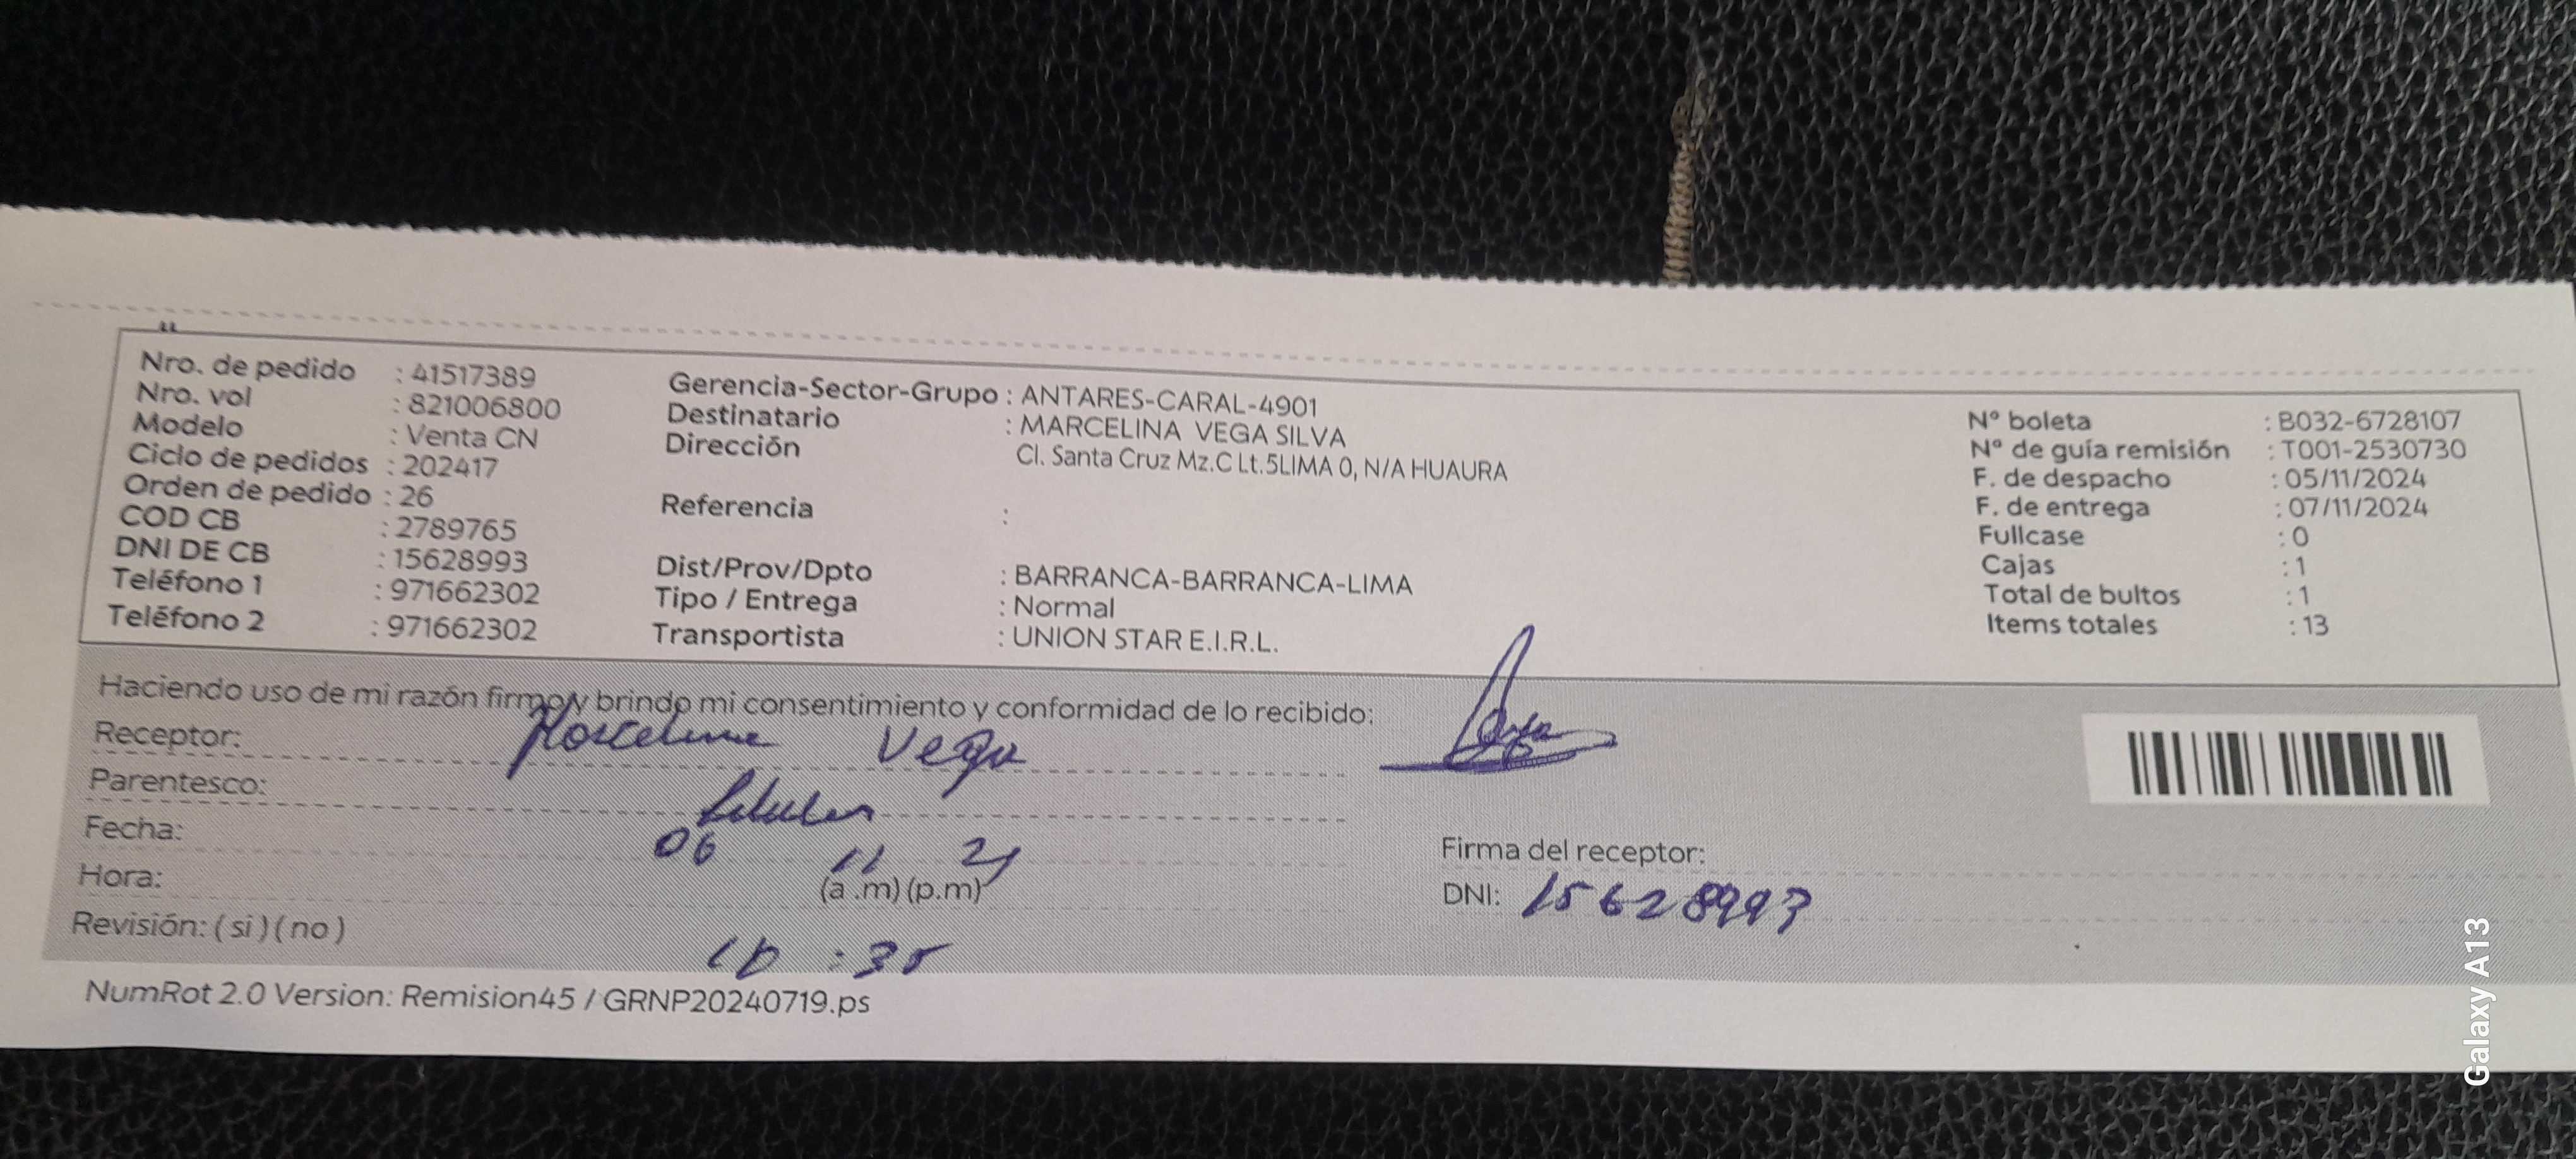 Nro. de pedido : 41517389
Nro. vol : 821006800
Modelo : Venta CN
Ciclo de pedidos : 202417
Orden de pedido : 26
COD CB : 2789765
DNI DE CB : 15628993
Teléfono 1 : 971662302
Teléfono 2 : 971662302
Gerencia-Sector-Grupo : ANTARES-CARAL-4901
Destinatario : MARCELINA VEGA SILVA
Dirección
Cl. Santa Cruz Mz.C Lt.5LIMA 0, N/A HUAURA
Referencia :
Dist/Prov/Dpto : BARRANCA-BARRANCA-LIMA
Tipo / Entrega : Normal
Transportista : UNION STAR E.I.R.L.
Nº boleta : B032-6728107
Nº de guía remisión : T001-2530730
F. de despacho : 05/11/2024
F. de entrega : 07/11/2024
Fullcase : 0
Cajas : 1
Total de bultos : 1
Items totales : 13
Haciendo uso de mi razón firmo y brindo mi consentimiento y conformidad de lo recibido:
Receptor: Marcelina Vega
Parentesco:
Fecha: 06 11 24
Hora: (a .m) (p.m)
Revisión: ( si ) ( no )
10 : 35
Firma del receptor:
DNI: 15628993
NumRot 2.0 Version: Remision45 / GRNP20240719.ps
Galaxy A13